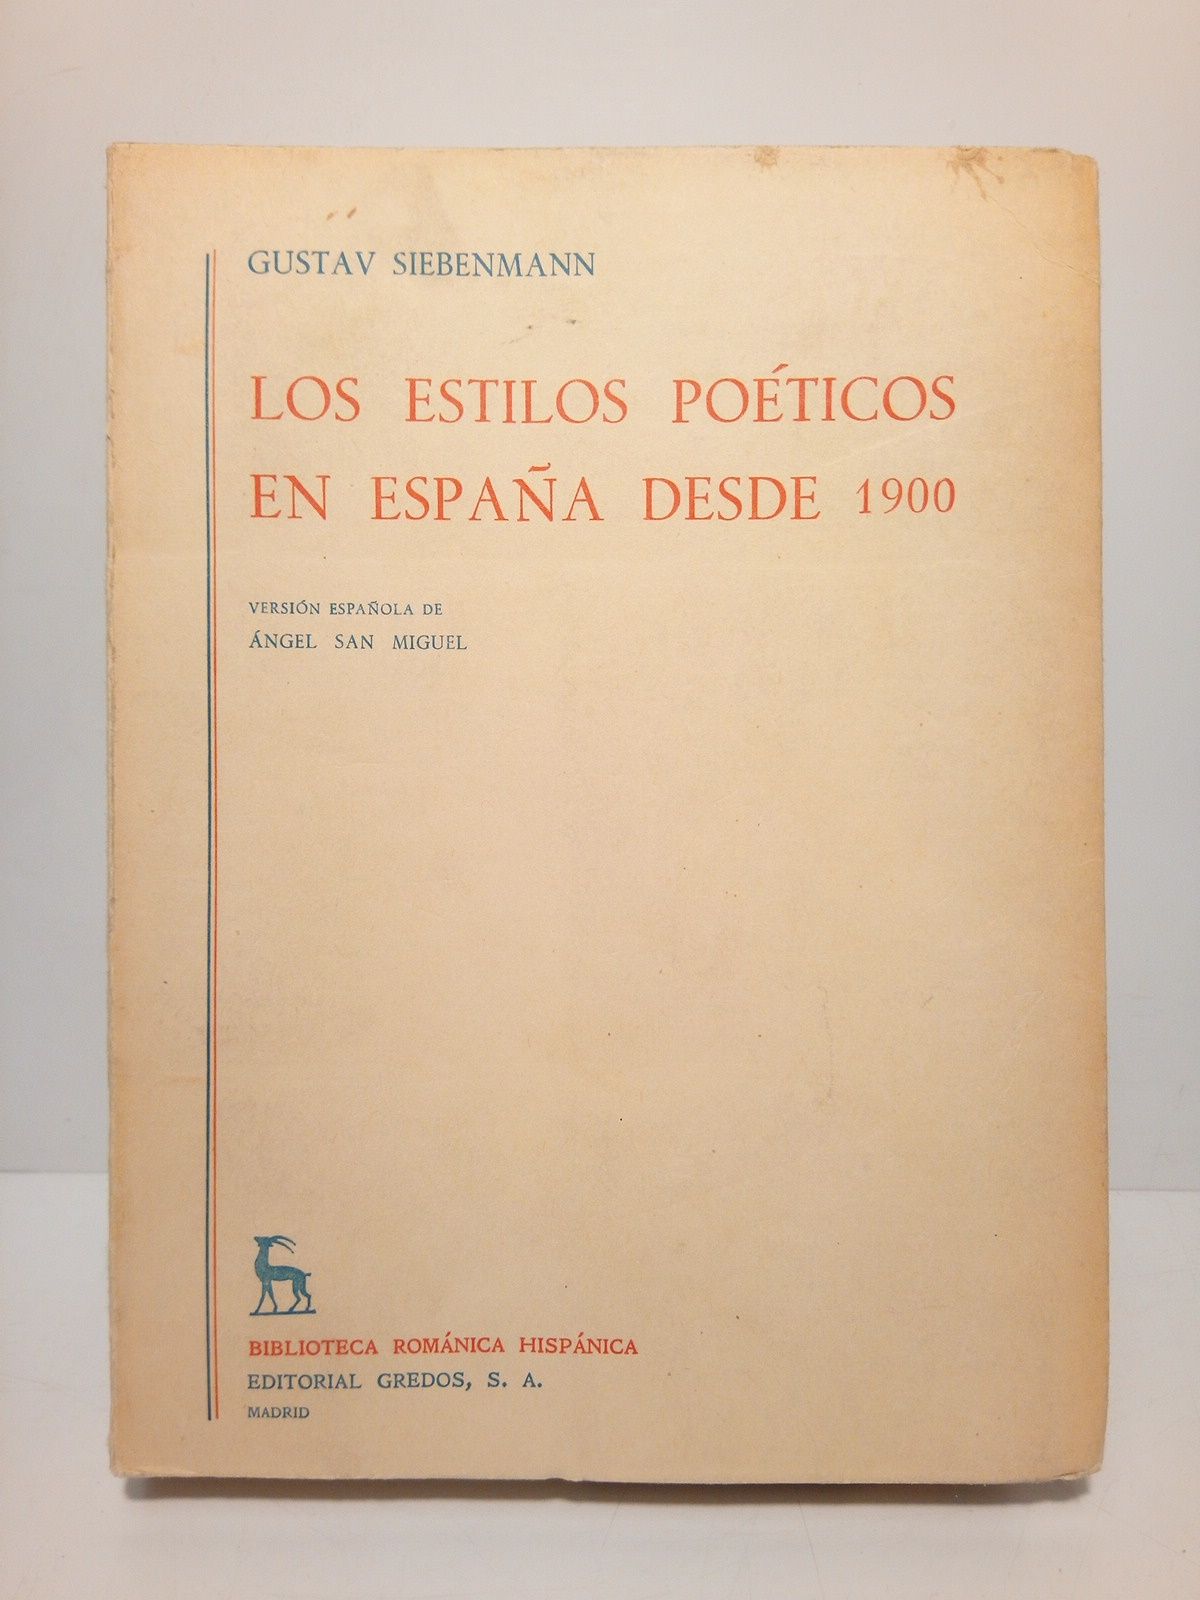 GUSTAV SIEBENMANN
LOS ESTILOS POÉTICOS
EN ESPAÑA DESDE 1900
VERSIÓN ESPAÑOLA DE
ÁNGEL SAN MIGUEL
BIBLIOTECA ROMÁNICA HISPÁNICA
EDITORIAL GREDOS, S. A.
MADRID